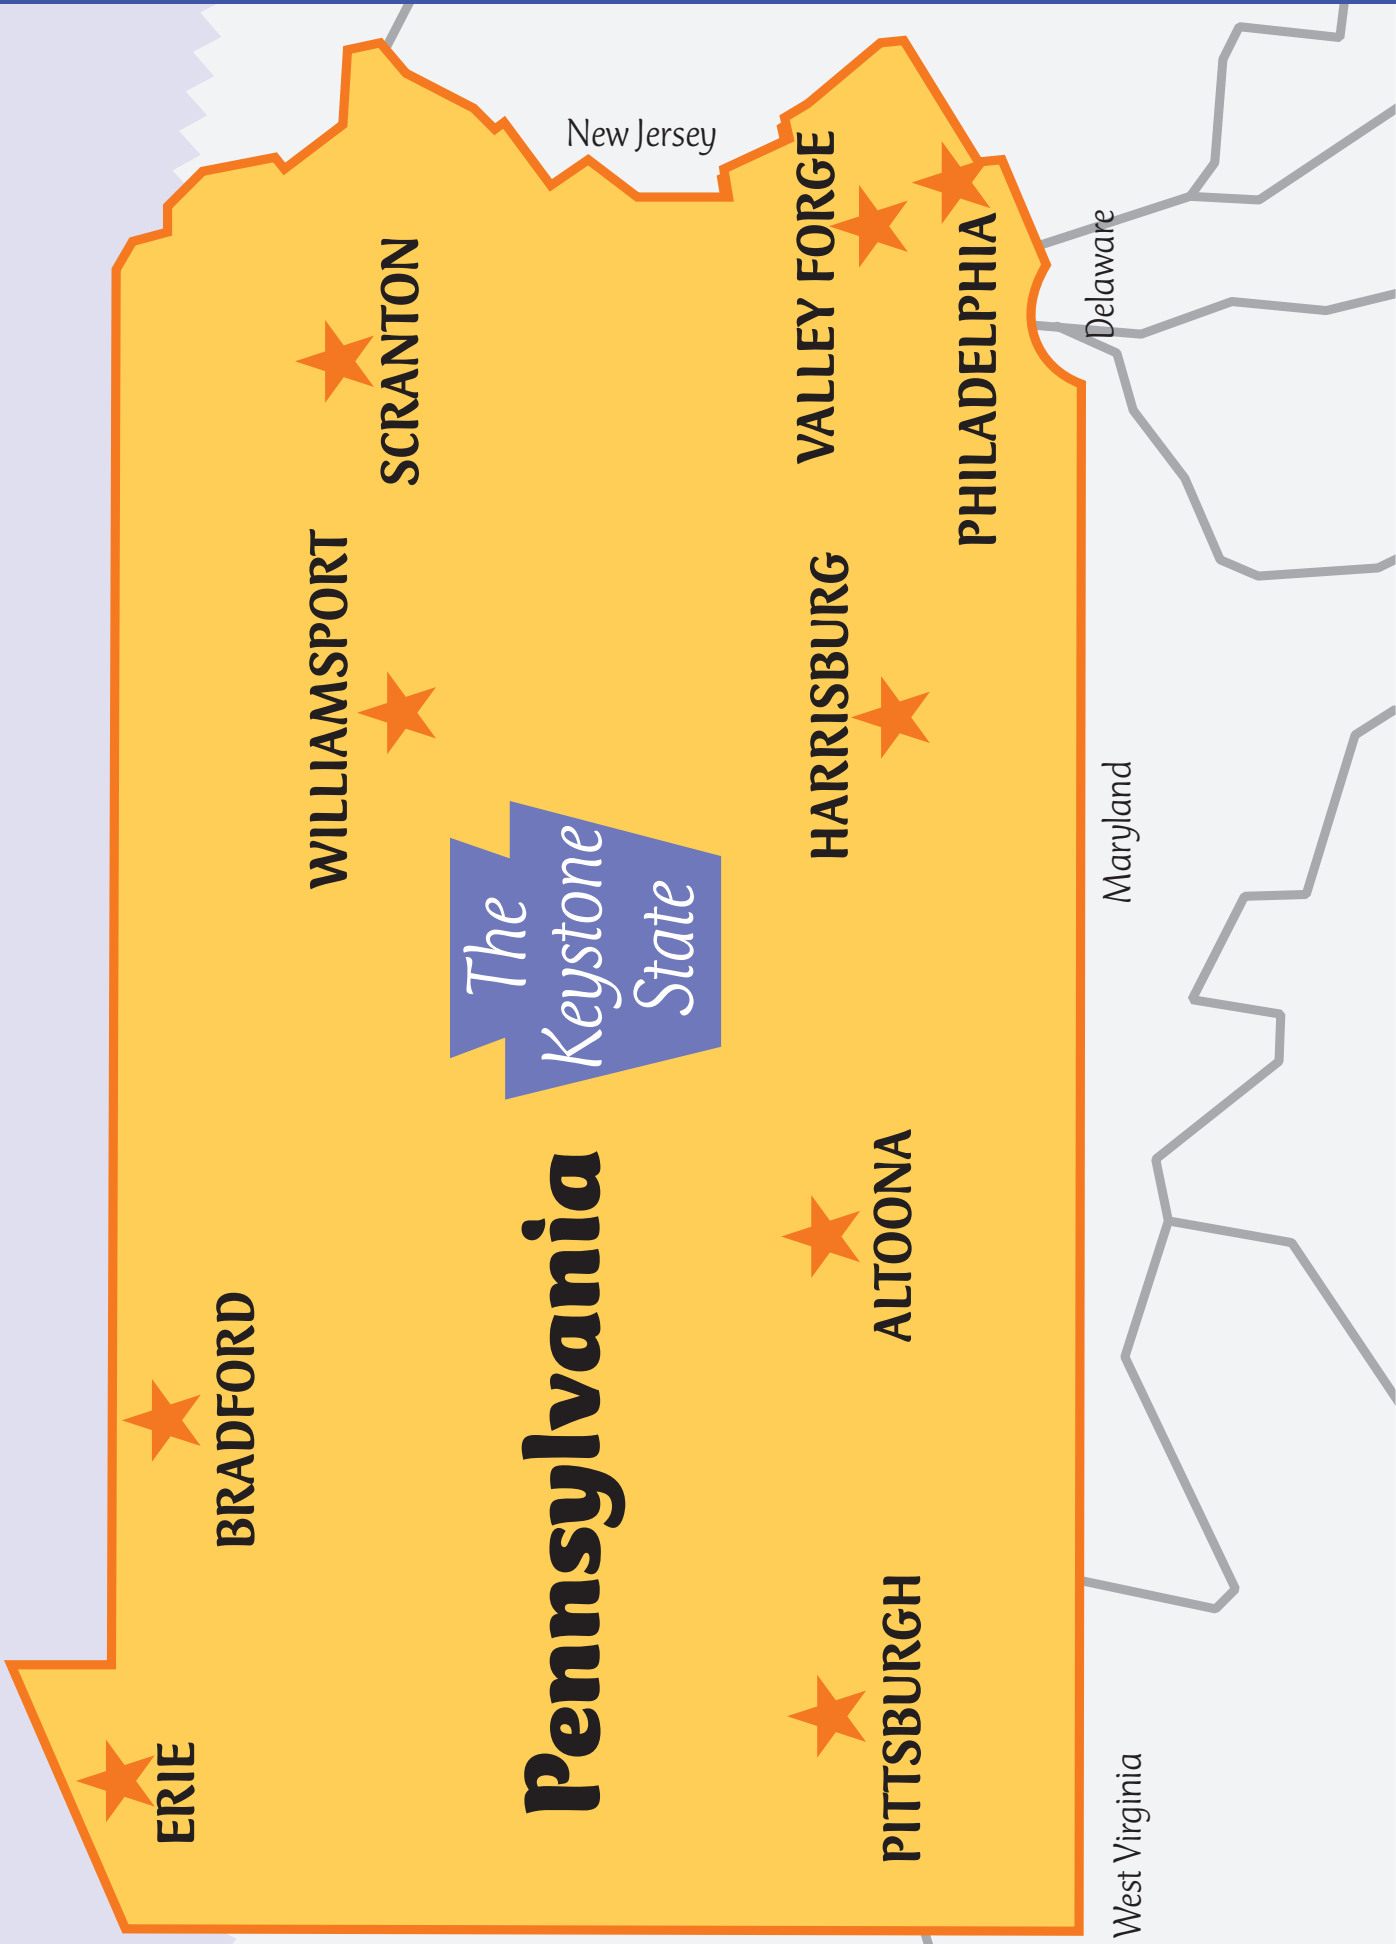 ERIE
BRADFORD
WILLIAMSPORT
SCRANTON
New Jersey
Pennsylvania
The
Keystone
State
PITTSBURGH
ALTOONA
HARRISBURG
VALLEY FORGE
PHILADELPHIA
West Virginia
Maryland
Delaware